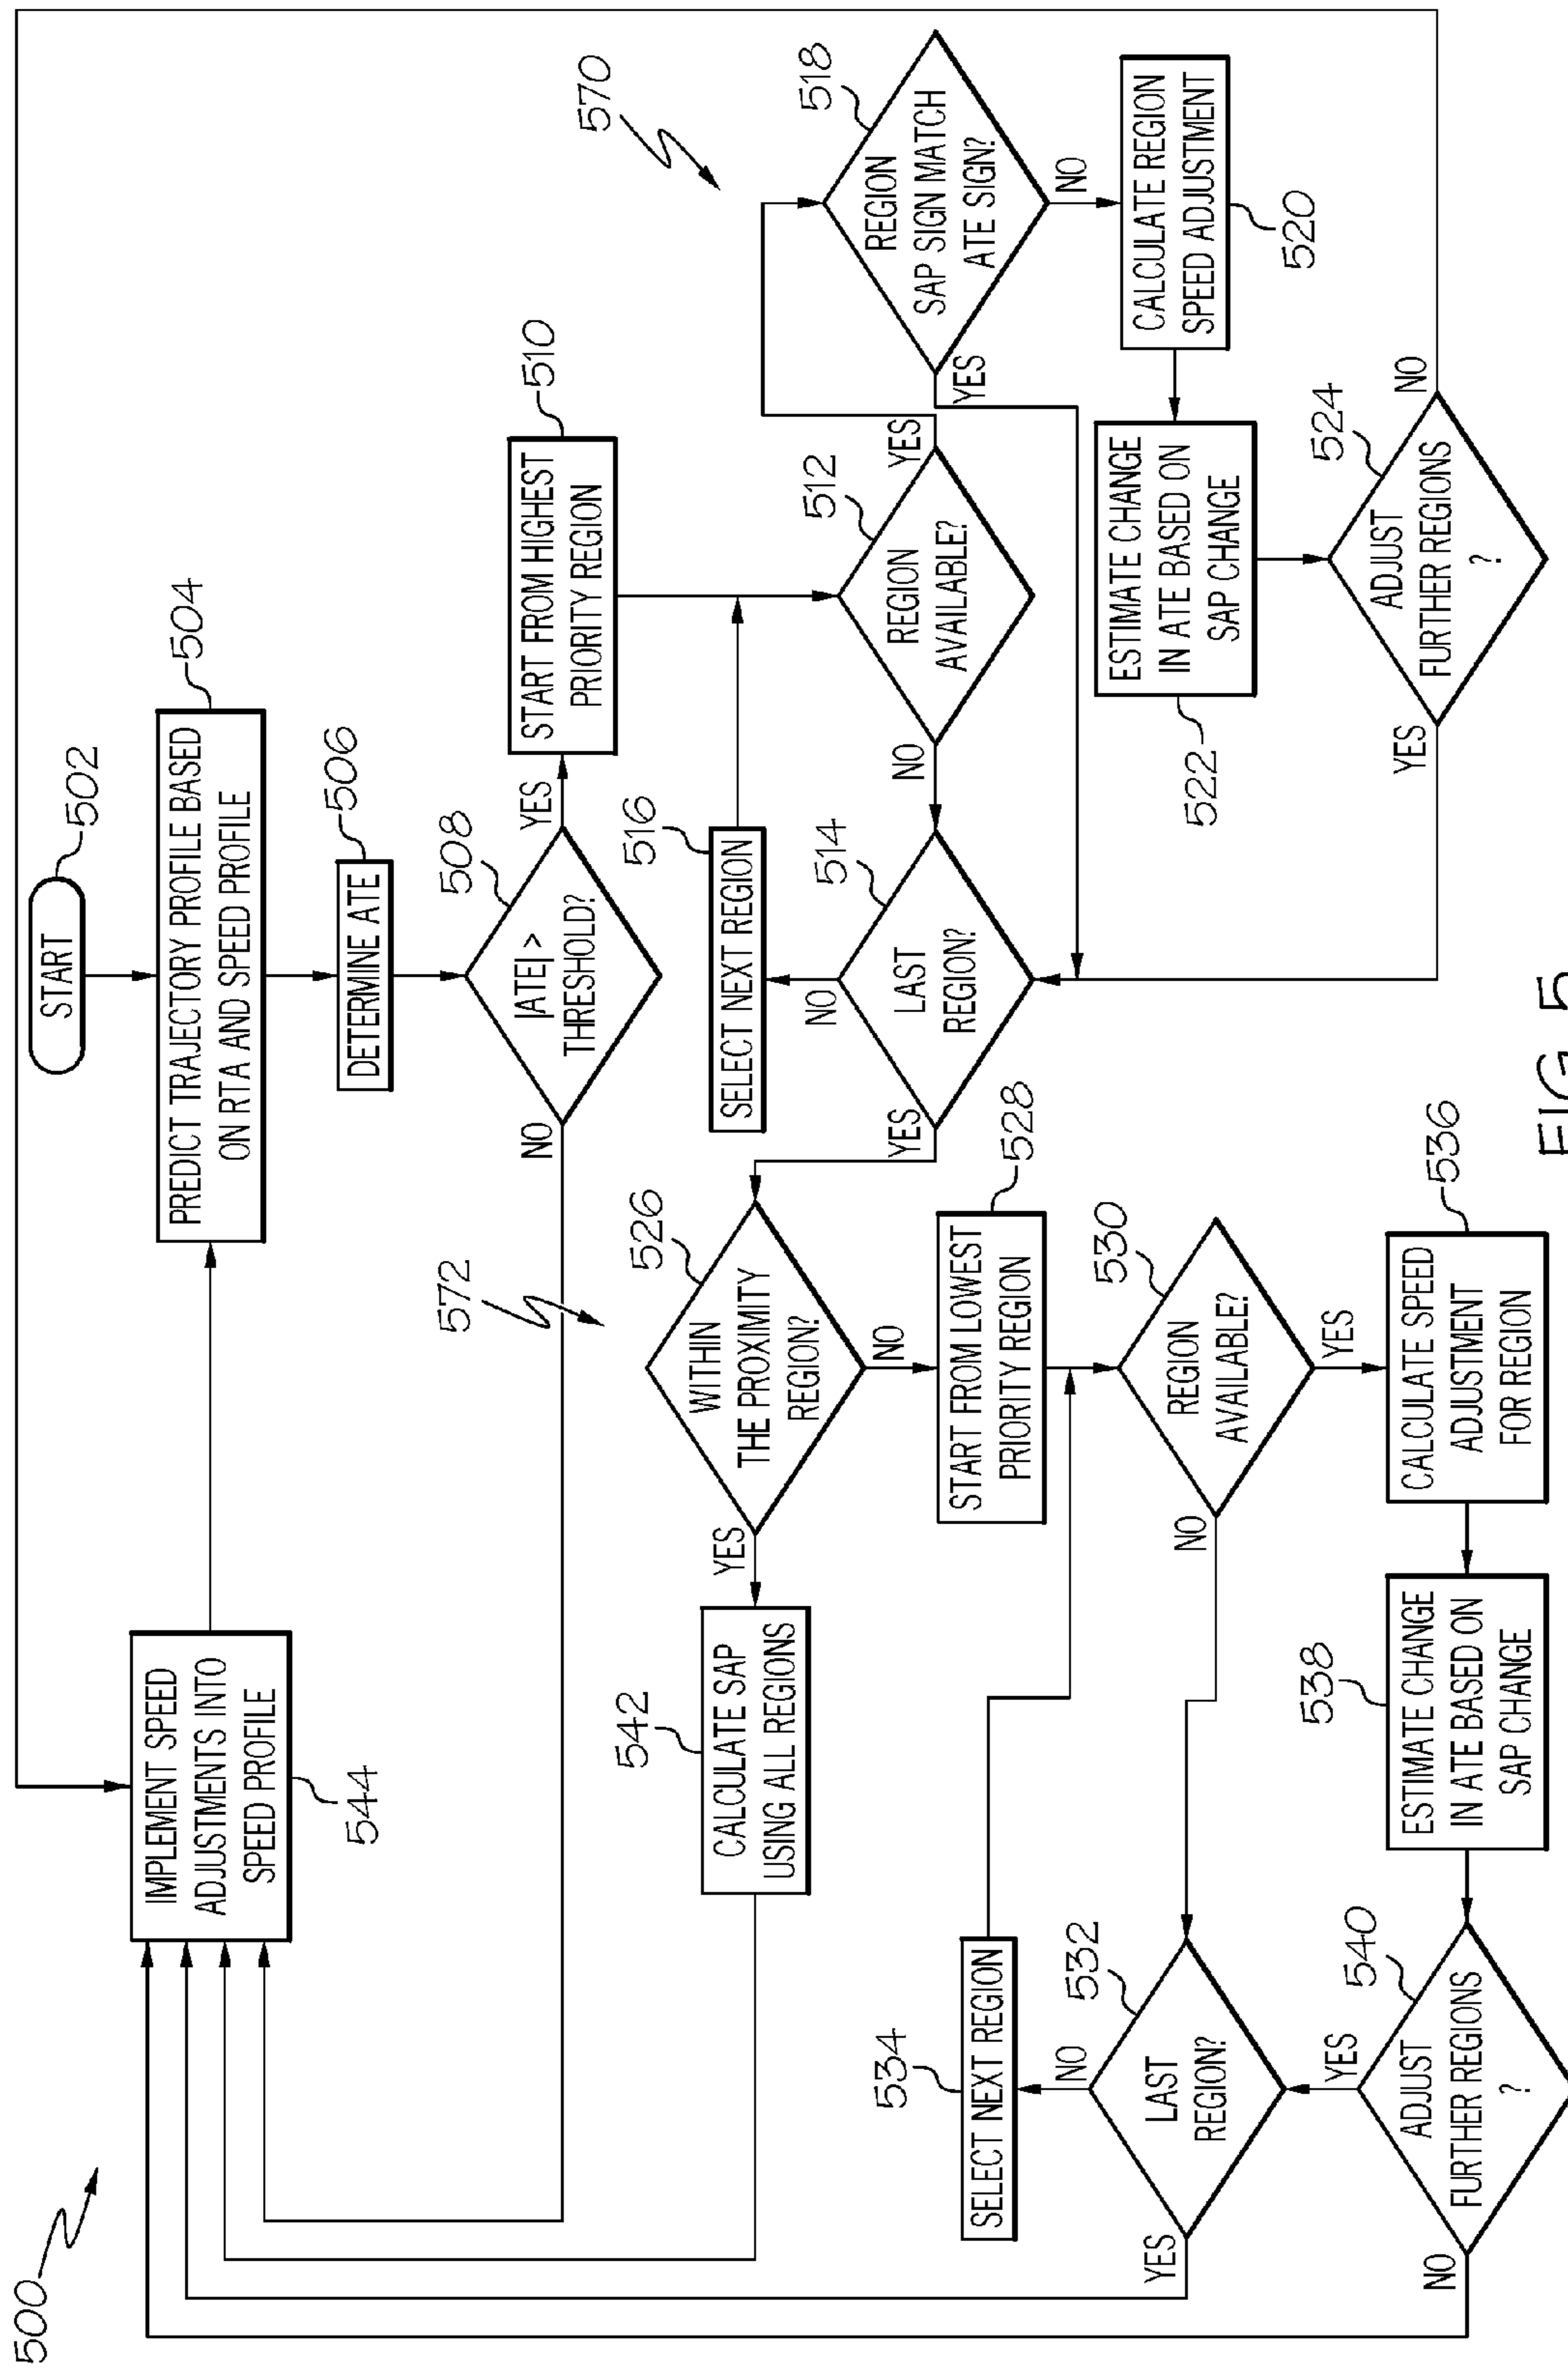 500
START
502
IMPLEMENT SPEED
ADJUSTMENTS INTO
SPEED PROFILE
544
PREDICT TRAJECTORY PROFILE BASED
ON RTA AND SPEED PROFILE
504
DETERMINE ATE
506
|ATE| >
THRESHOLD?
508
NO
YES
START FROM HIGHEST
PRIORITY REGION
510
570
572
SELECT NEXT REGION
516
REGION
AVAILABLE?
512
YES
NO
REGION
SAP SIGN MATCH
ATE SIGN?
518
YES
NO
LAST
REGION?
514
NO
YES
CALCULATE REGION
SPEED ADJUSTMENT
520
ESTIMATE CHANGE
IN ATE BASED ON
SAP CHANGE
522
ADJUST
FURTHER REGIONS
?
524
YES
NO
WITHIN
THE PROXIMITY
REGION?
526
YES
NO
CALCULATE SAP
USING ALL REGIONS
542
START FROM LOWEST
PRIORITY REGION
528
REGION
AVAILABLE?
530
NO
YES
SELECT NEXT REGION
534
LAST
REGION?
532
NO
YES
CALCULATE SPEED
ADJUSTMENT
FOR REGION
536
ESTIMATE CHANGE
IN ATE BASED ON
SAP CHANGE
538
ADJUST
FURTHER REGIONS
?
540
YES
NO
FIG. 5